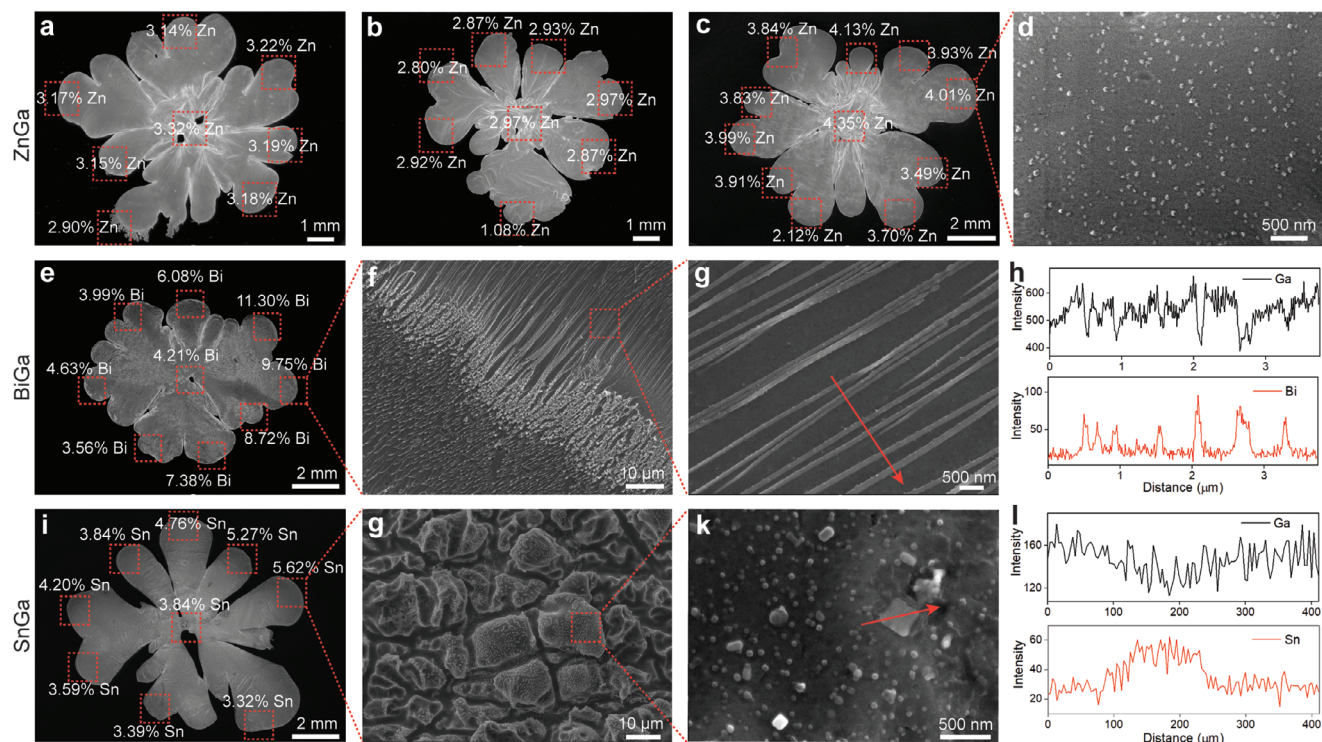 ZnGa
a
3.14% Zn
3.22% Zn
3.17% Zn
3.32% Zn
3.19% Zn
3.15% Zn
3.18% Zn
2.90% Zn
1 mm
b
2.87% Zn
2.93% Zn
2.80% Zn
2.97% Zn
2.97% Zn
2.92% Zn
2.87% Zn
1.08% Zn
1 mm
c
3.84% Zn
4.13% Zn
3.93% Zn
4.01% Zn
3.83% Zn
4.35% Zn
3.99% Zn
3.49% Zn
3.91% Zn
2.12% Zn
3.70% Zn
2 mm
d
500 nm
BiGa
e
6.08% Bi
3.99% Bi
11.30% Bi
4.21% Bi
4.63% Bi
9.75% Bi
8.72% Bi
3.56% Bi
7.38% Bi
2 mm
f
10 μm
g
500 nm
h
Ga
Intensity
600
500
400
0 1 2 3
Bi
Intensity
100
50
0 1 2 3
Distance (μm)
SnGa
i
4.76% Sn
3.84% Sn
5.27% Sn
5.62% Sn
4.20% Sn
3.84% Sn
3.59% Sn
3.32% Sn
3.39% Sn
2 mm
g
10 μm
k
500 nm
l
Ga
Intensity
160
120
0 100 200 300 400
Sn
Intensity
60
40
20
0 100 200 300 400
Distance (μm)